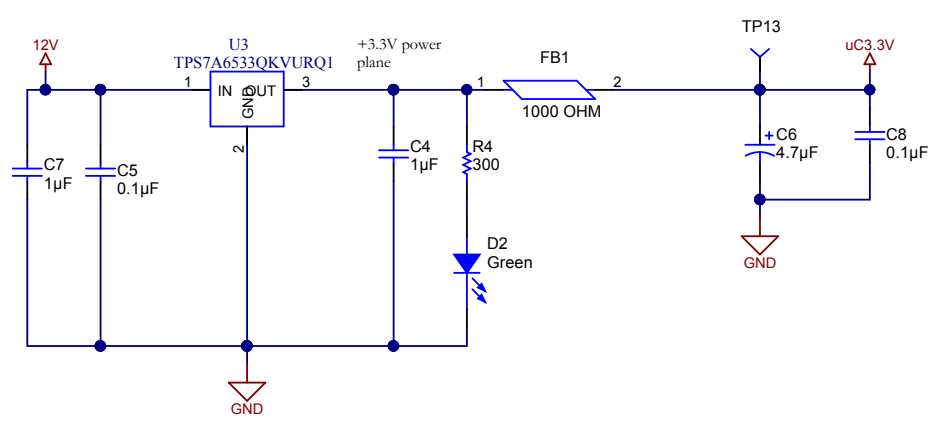 12V
U3
TPS7A6533QKVURQ1
+3.3V power
plane
1
IN
OUT
GND
3
2
C7
1µF
C5
0.1µF
C4
1µF
R4
300
D2
Green
GND
1
FB1
2
1000 OHM
TP13
uC3.3V
+
C6
4.7µF
C8
0.1µF
GND